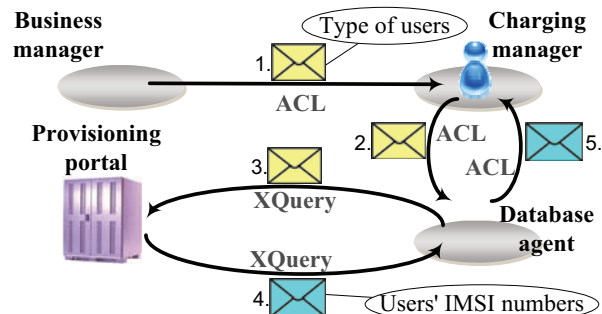 Business
manager
Type of users
Charging
manager
1.
ACL
Provisioning
portal
2.
ACL
5.
ACL
3.
XQuery
Database
agent
XQuery
4.
Users' IMSI numbers